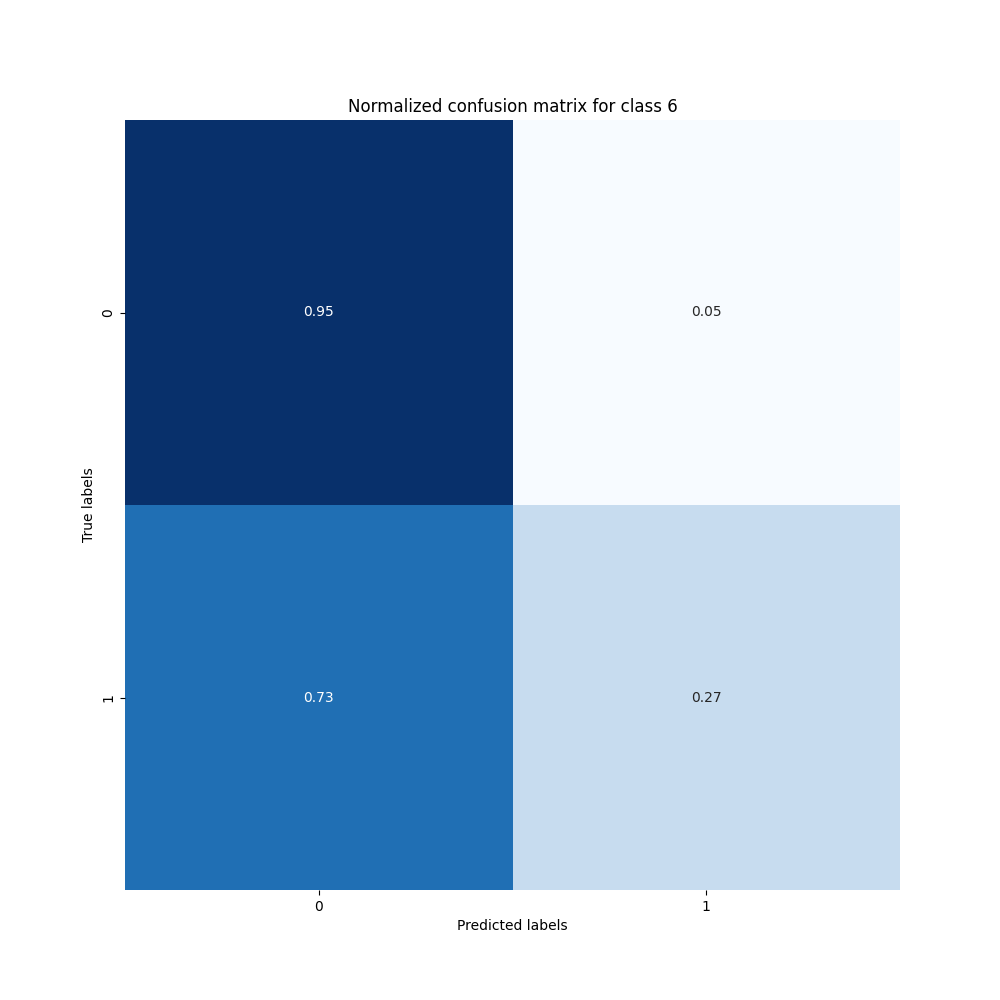 Normalized confusion matrix for class 6
0
0.95
0.05
True labels
1
0.73
0.27
0
1
Predicted labels